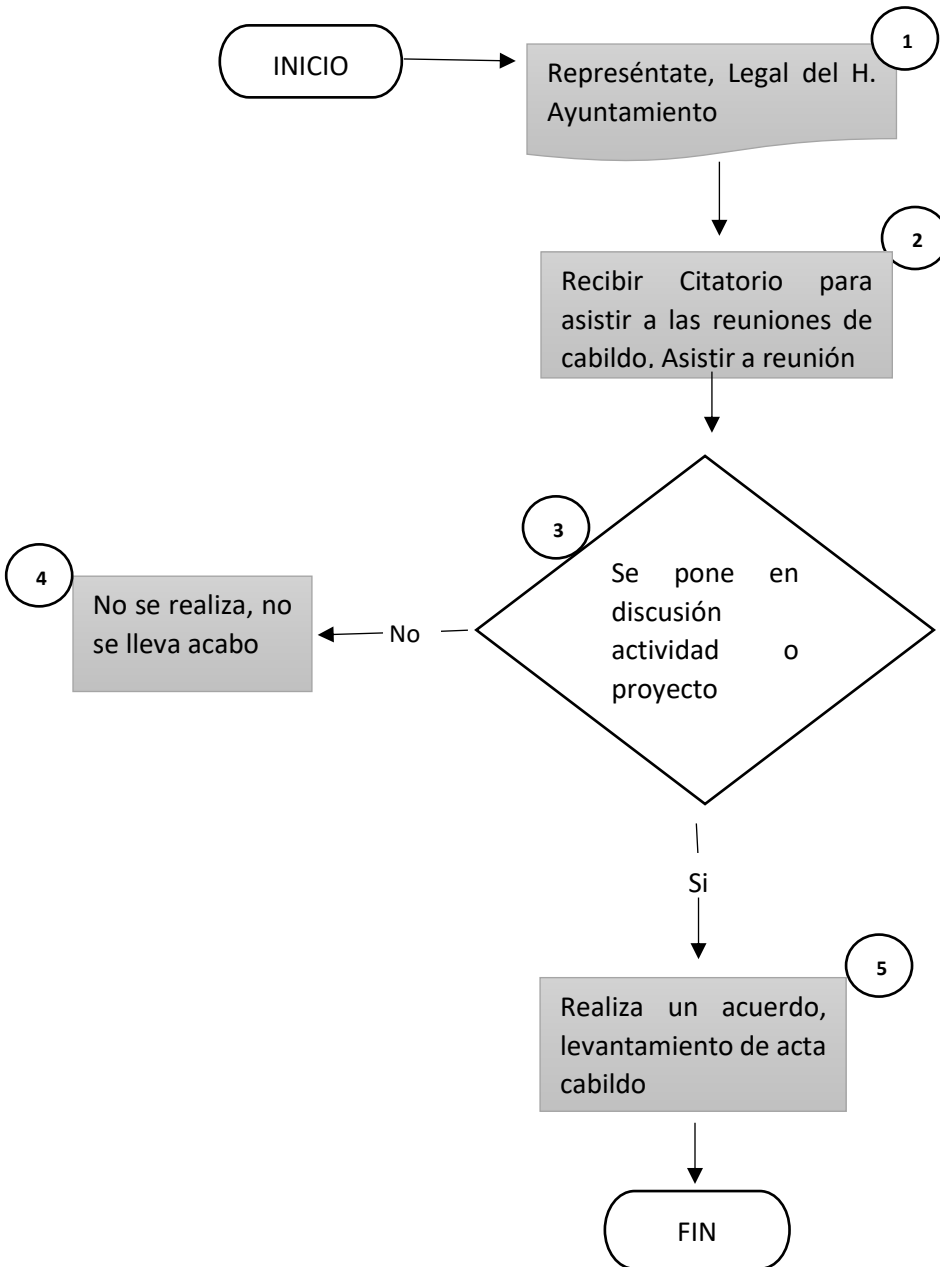 INICIO
1
Represéntate, Legal del H.
Ayuntamiento
2
Recibir Citatorio para
asistir a las reuniones de
cabildo. Asistir a reunión
3
Se pone en
discusión
actividad o
proyecto
4
No se realiza, no
se lleva acabo
No
Si
5
Realiza un acuerdo,
levantamiento de acta
cabildo
FIN